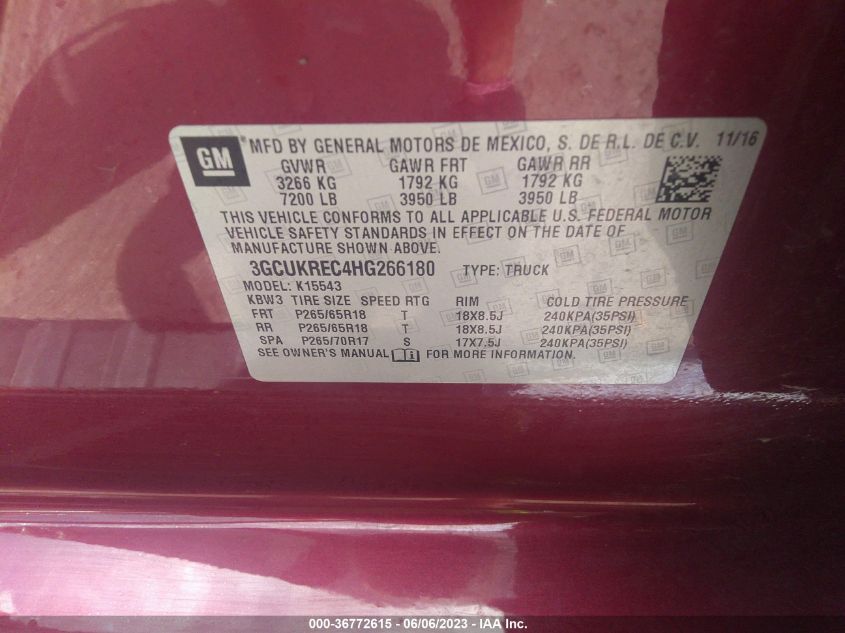 GM ® MFD BY GENERAL MOTORS DE MEXICO, S. DE R.L. DE C.V. 11/16
GVWR GAWR FRT GAWR RR
3266 KG 1792 KG 1792 KG
7200 LB 3950 LB 3950 LB
THIS VEHICLE CONFORMS TO ALL APPLICABLE U.S. FEDERAL MOTOR
VEHICLE SAFETY STANDARDS IN EFFECT ON THE DATE OF
MANUFACTURE SHOWN ABOVE.
3GCUKREC4HG266180 TYPE: TRUCK
MODEL: K15543
KBW3 TIRE SIZE SPEED RTG RIM COLD TIRE PRESSURE
FRT P265/65R18 T 18X8.5J 240KPA(35PSI)
RR P265/65R18 T 18X8.5J 240KPA(35PSI)
SPA P265/70R17 S 17X7.5J 240KPA(35PSI)
SEE OWNER'S MANUAL FOR MORE INFORMATION.
000-36772615 - 06/06/2023 - IAA Inc.